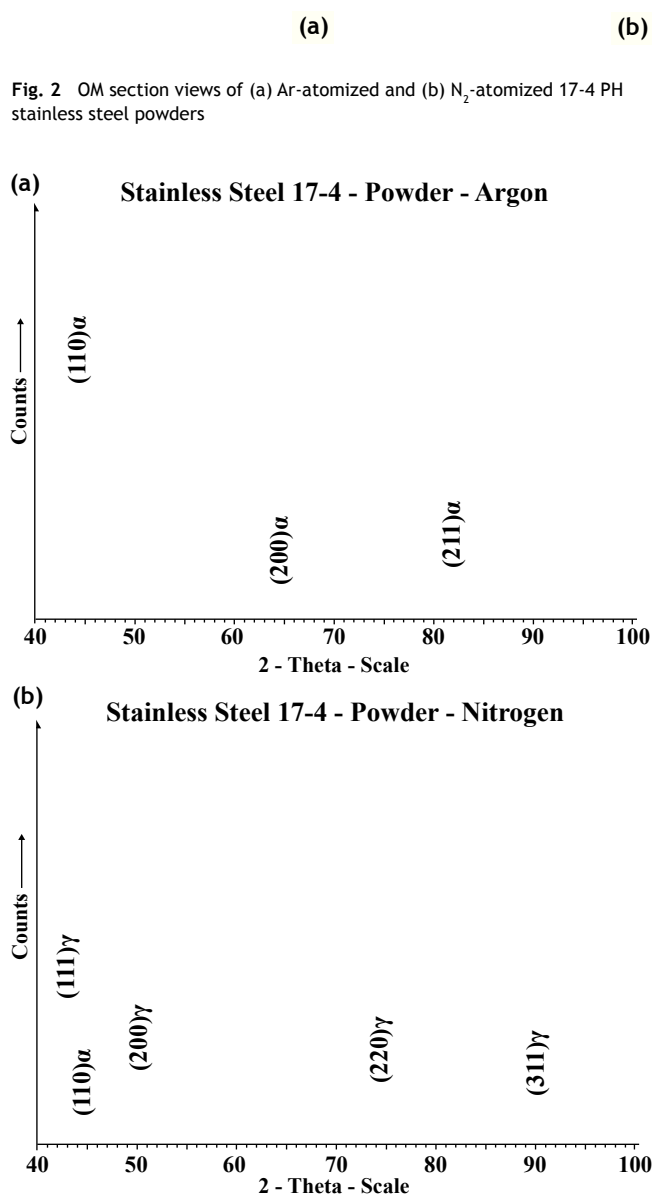 (a) (b)
Fig. 2 OM section views of (a) Ar-atomized and (b) N₂-atomized 17-4 PH
stainless steel powders
(a)
Stainless Steel 17-4 - Powder - Argon
Counts
(110)α
(200)α
(211)α
40 50 60 70 80 90 100
2 - Theta - Scale
(b)
Stainless Steel 17-4 - Powder - Nitrogen
Counts
(111)γ
(110)α
(200)γ
(220)γ
(311)γ
40 50 60 70 80 90 100
2 - Theta - Scale